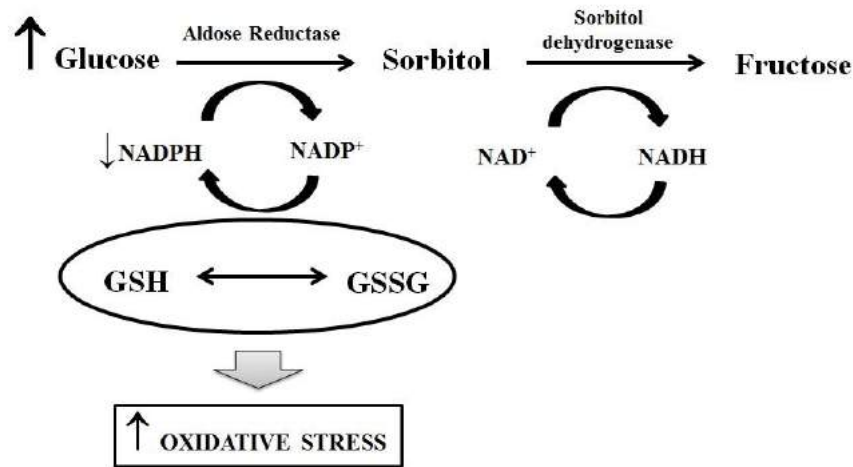 Aldose Reductase
Sorbitol
dehydrogenase
↑ Glucose
Sorbitol
Fructose
↓NADPH
NADP⁺
NAD⁺
NADH
GSH
GSSG
↑ OXIDATIVE STRESS